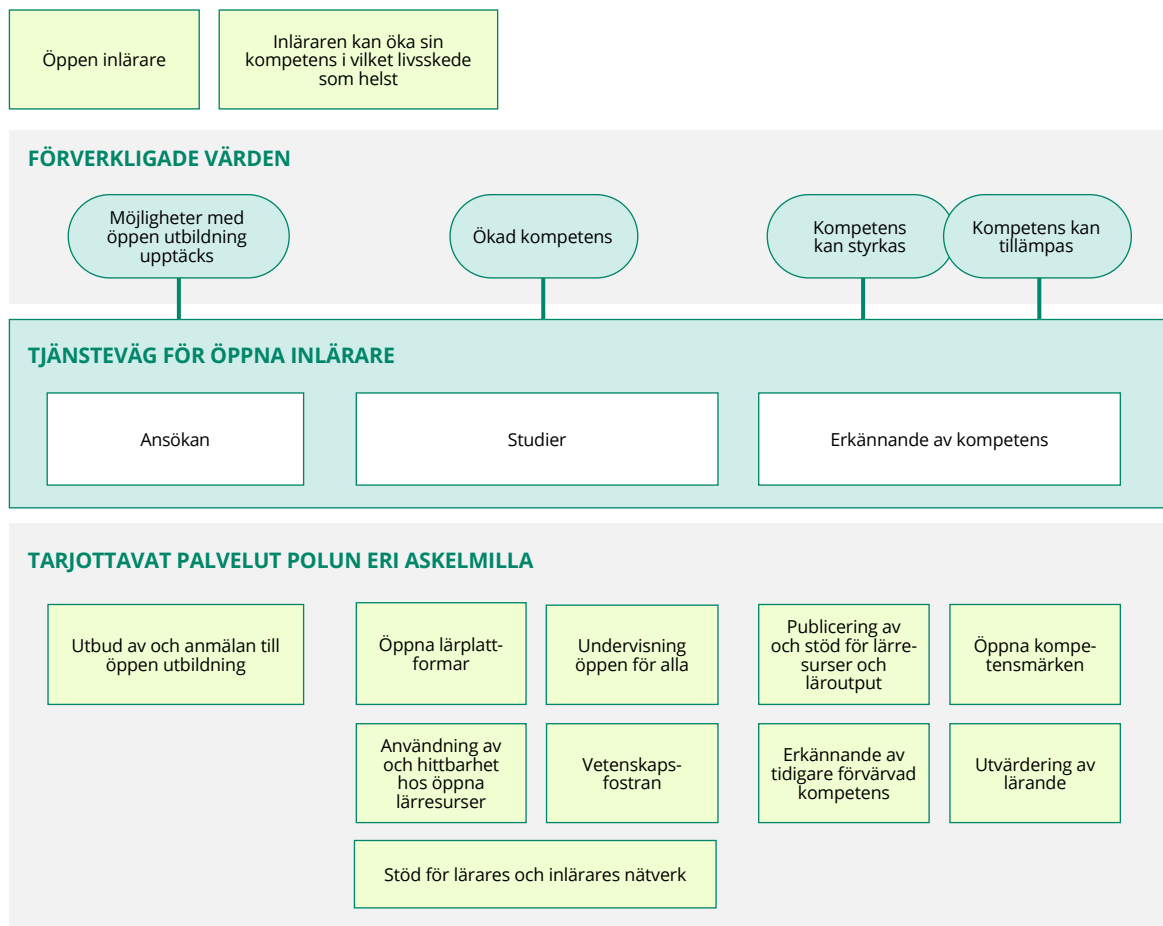 Öppen inlärare
Inläraren kan öka sin
kompetens i vilket livsskede
som helst
FÖRVERKLIGADE VÄRDEN
Möjligheter med
öppen utbildning
upptäcks
Ökad kompetens
Kompetens
kan styrkas
Kompetens kan
tillämpas
TJÄNSTEVÄG FÖR ÖPPNA INLÄRARE
Ansökan
Studier
Erkännande av kompetens
TARJOTTAVAT PALVELUT POLUN ERI ASKELMILLA
Utbud av och anmälan till
öppen utbildning
Öppna lärplatt-
formar
Undervisning
öppen för alla
Publicering av
och stöd för lärre-
surser och
läroutput
Öppna kompe-
tensmärken
Användning av
och hittbarhet
hos öppna
lärresurser
Vetenskaps-
fostran
Erkännande av
tidigare förvärvad
kompetens
Utvärdering av
lärande
Stöd för lärares och inlärares nätverk